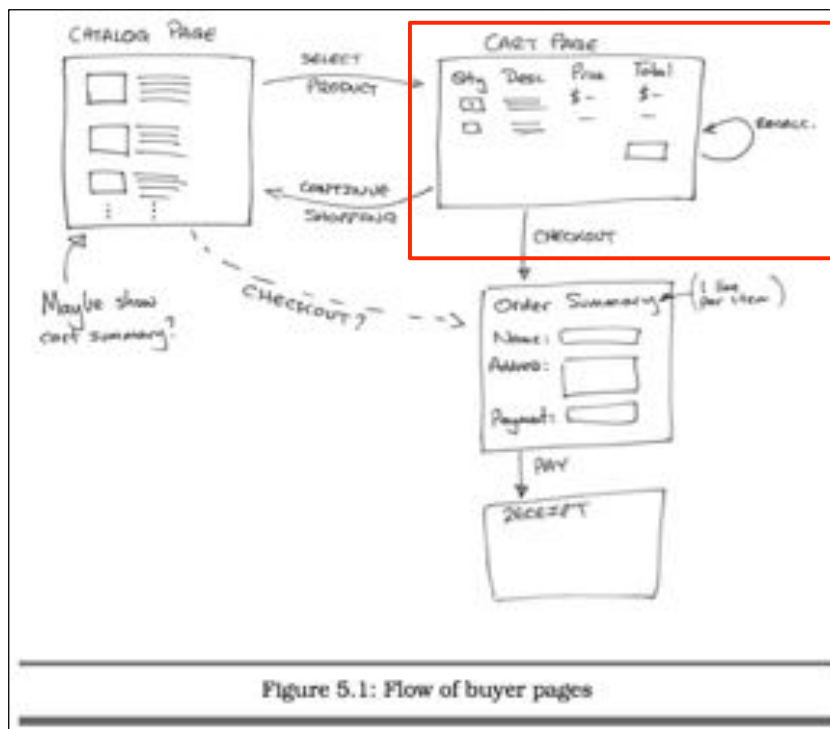 CATALOG PAGE
SELECT
PRODUCT
CART PAGE
Qty Desc Price Total
$- $-
- -
RECALC.
CONTINUE
SHOPPING
CHECKOUT
Maybe show
cart summary?
CHECKOUT?
Order Summary
(1 line
per item)
Name:
Address:
Payment:
PAY
RECEIPT
Figure 5.1: Flow of buyer pages